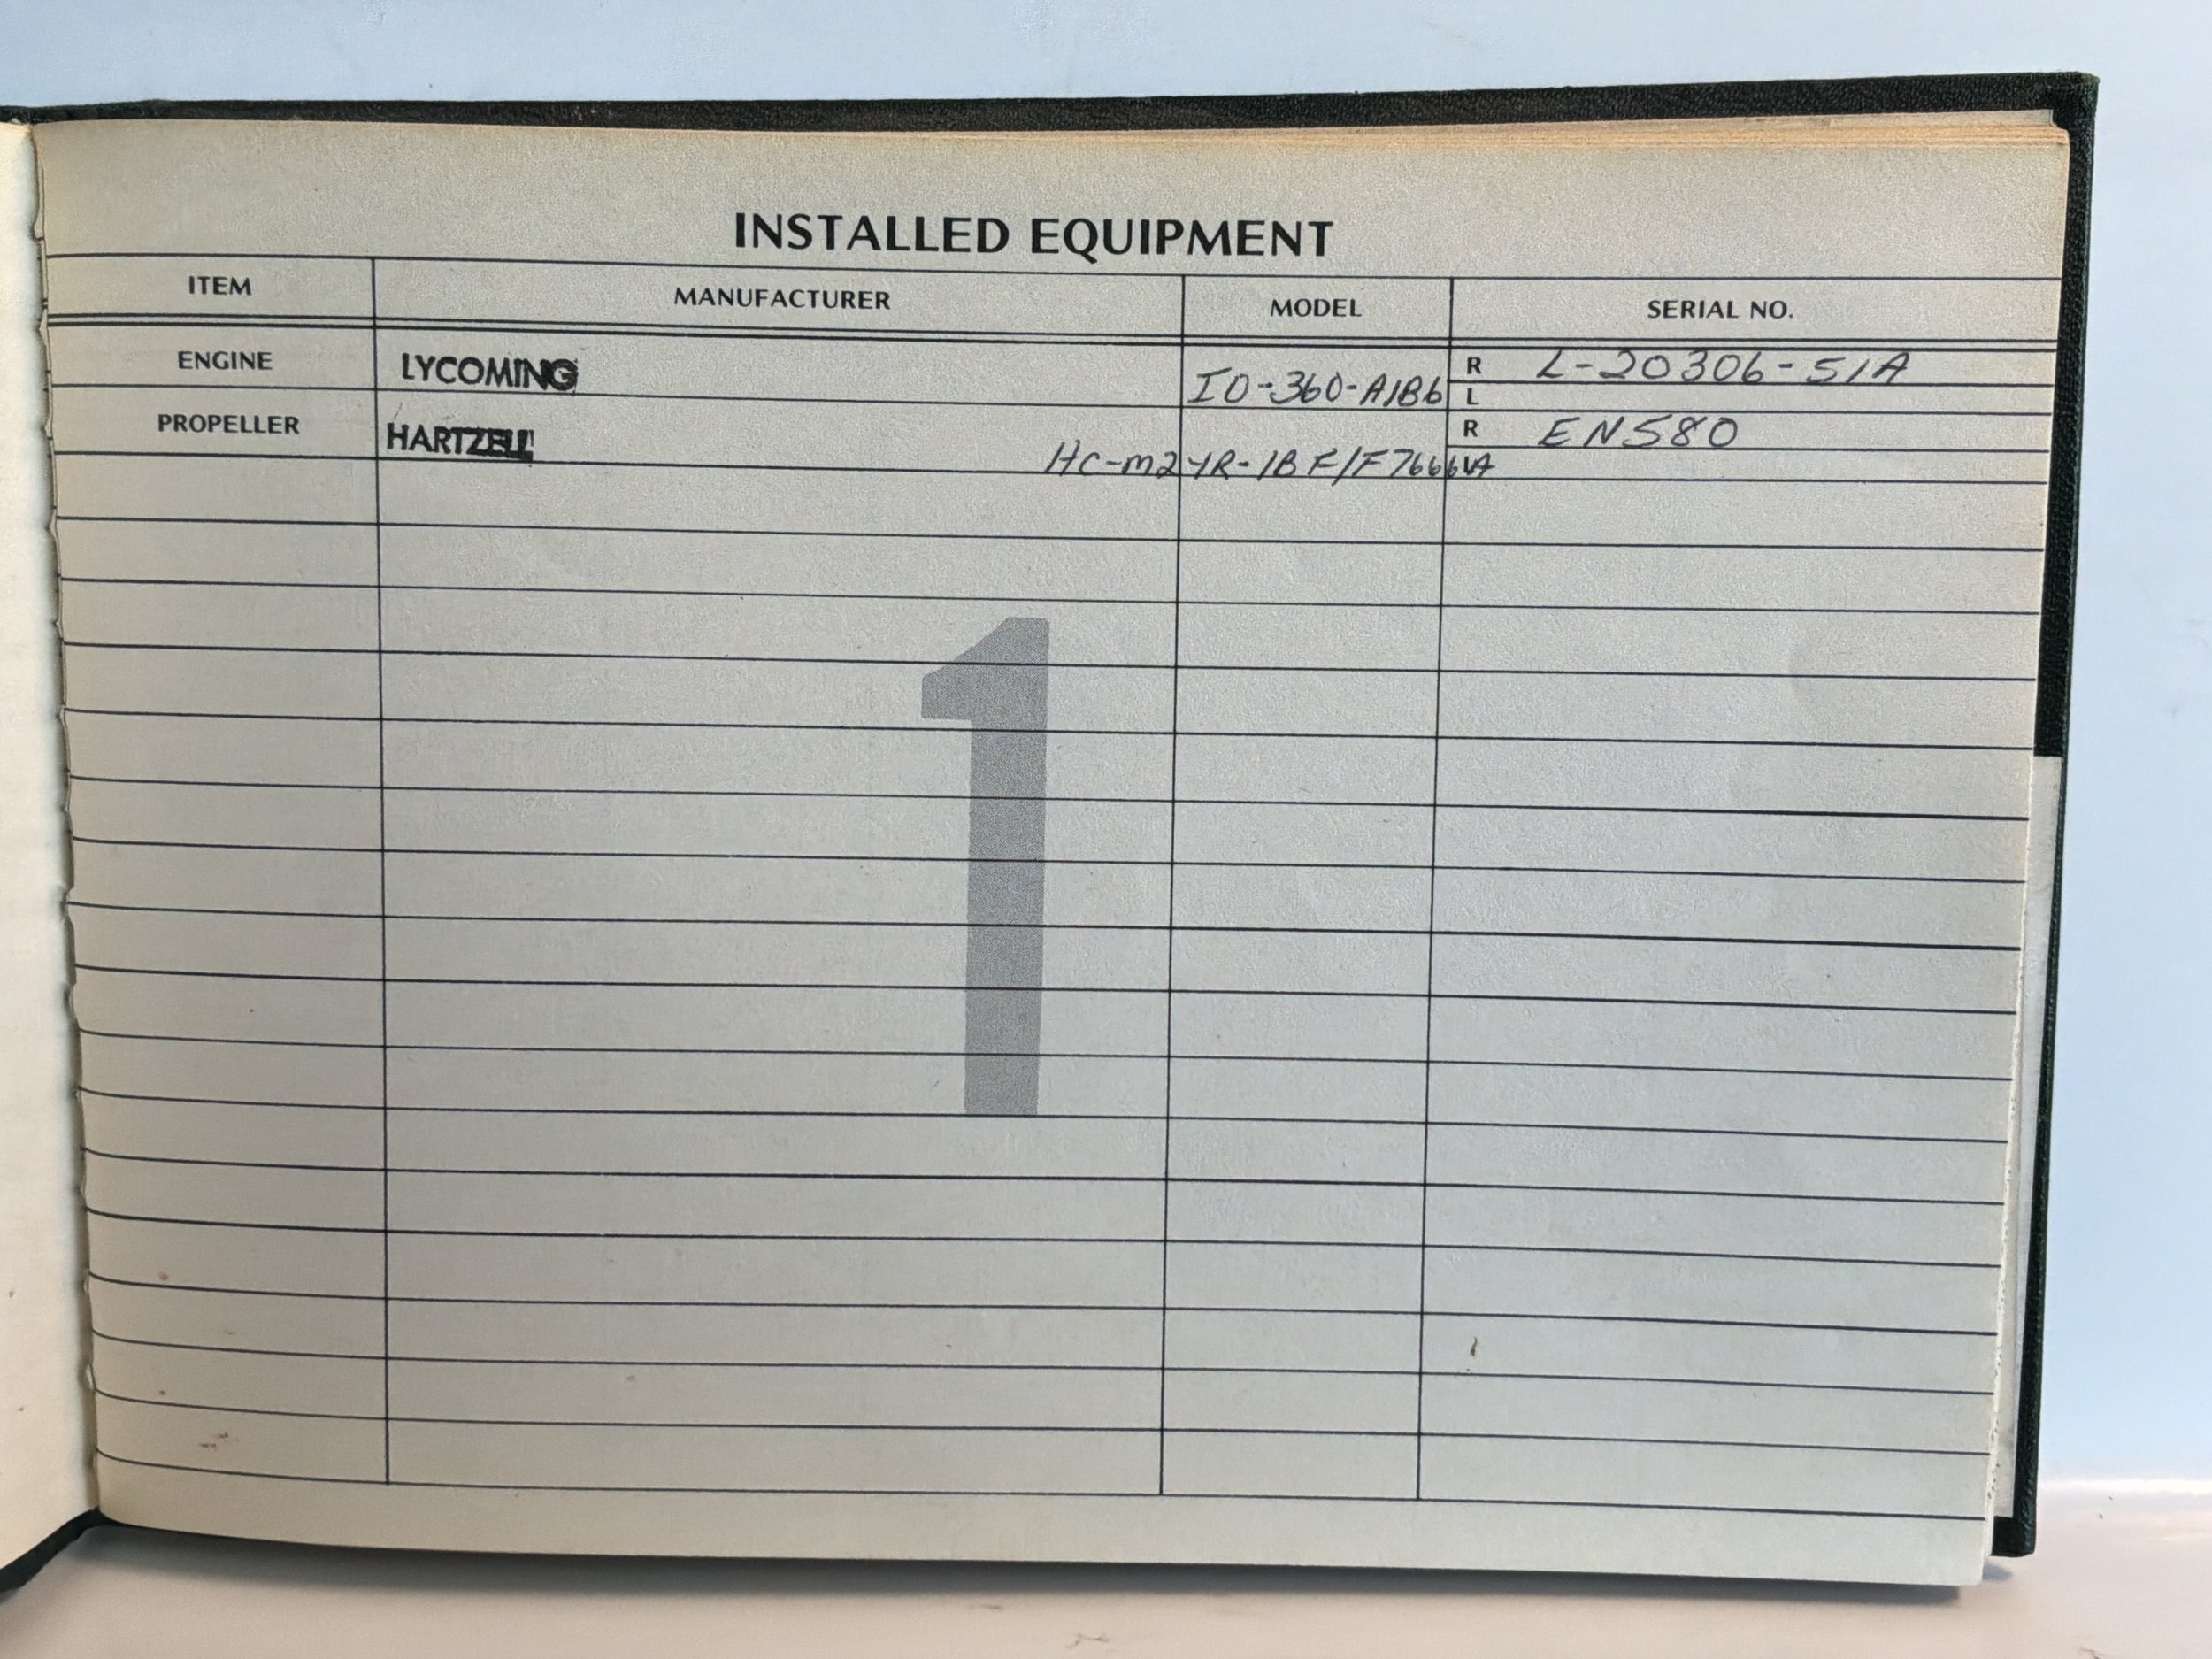 INSTALLED EQUIPMENT
ITEM MANUFACTURER MODEL SERIAL NO.
ENGINE LYCOMING IO-360-A1B6 R L-20306-51A
L
PROPELLER HARTZELL R EN580
HC-M2YR-1BF/F7666VA
1